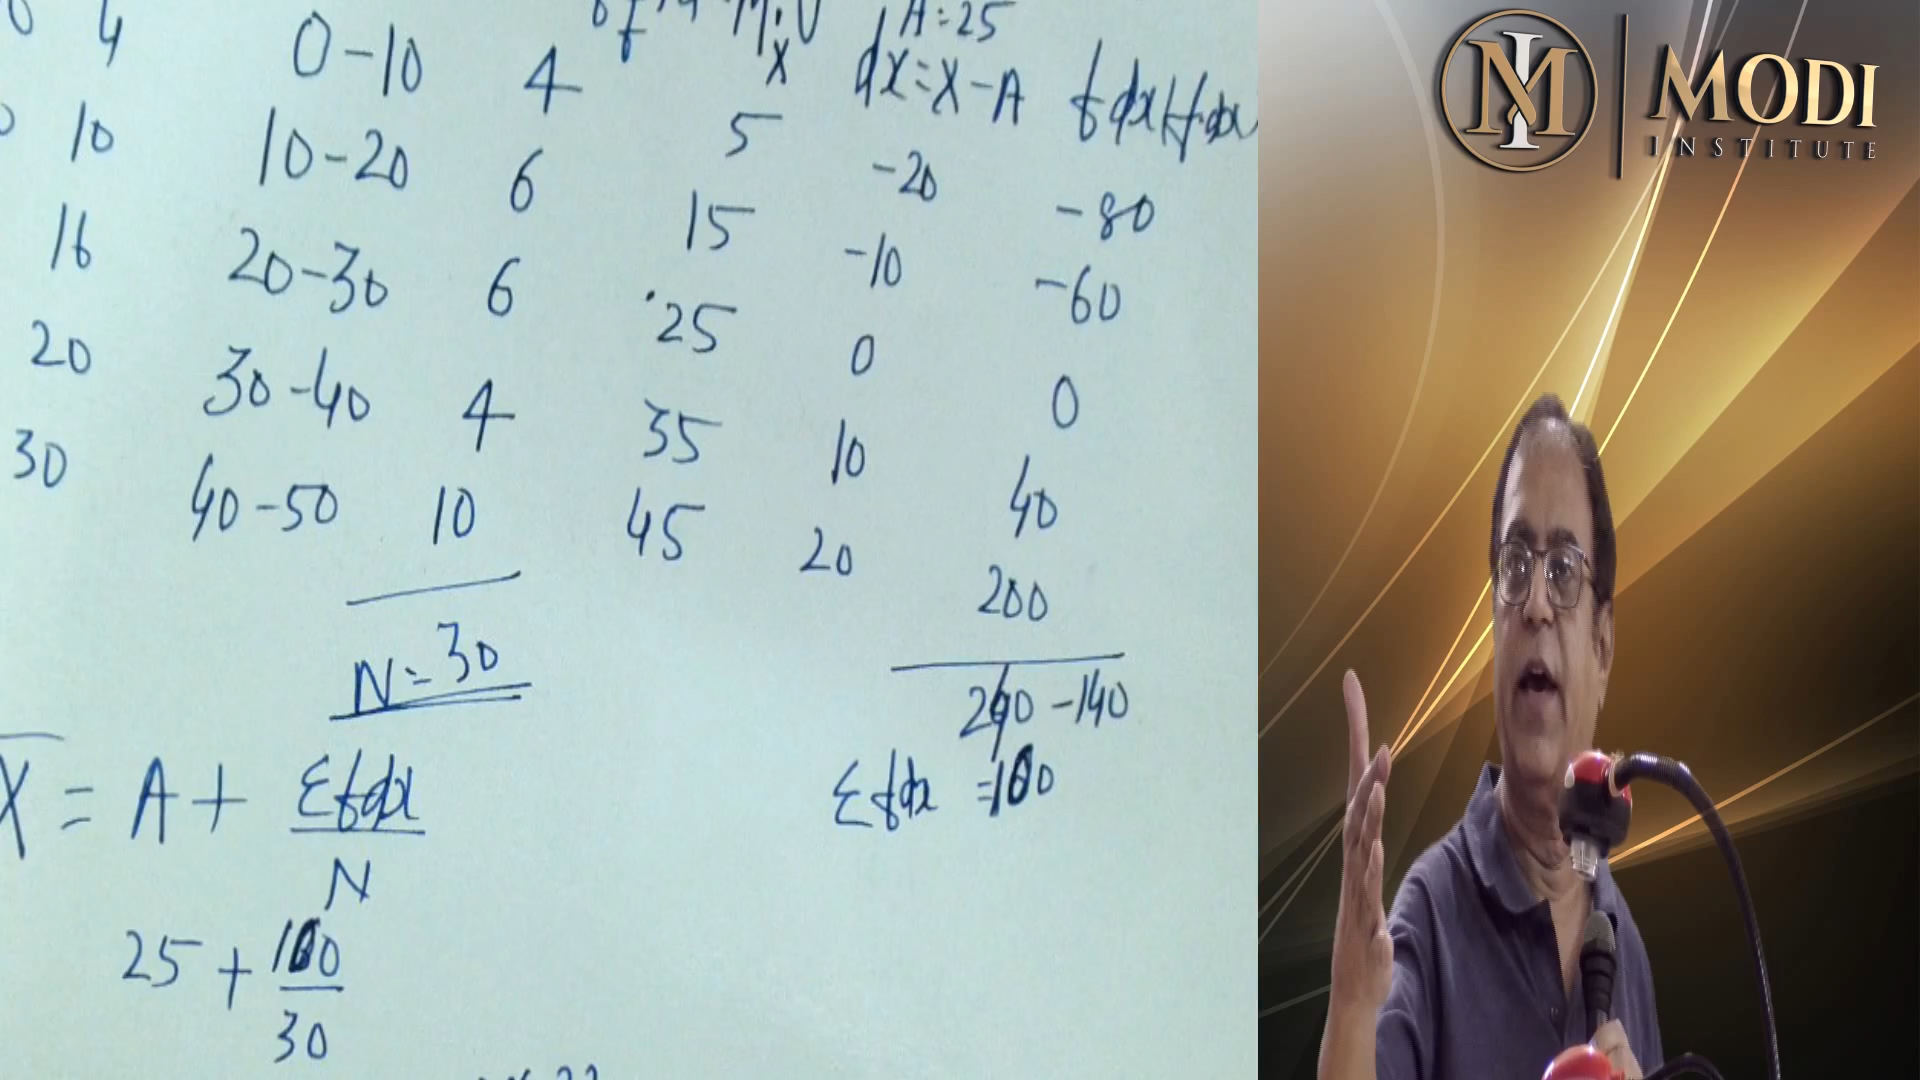 A=25
4 0-10 4 X dX=X-A fdx
10 10-20 6 5 -20 -80
16 20-30 6 15 -10 -60
20 30-40 4 25 0 0
30 40-50 10 35 10 40
45 20 200
N=30
240 -140
Σfdx =100
X = A + Σfdx
N
25 + 100
30
MI
MODI
INSTITUTE